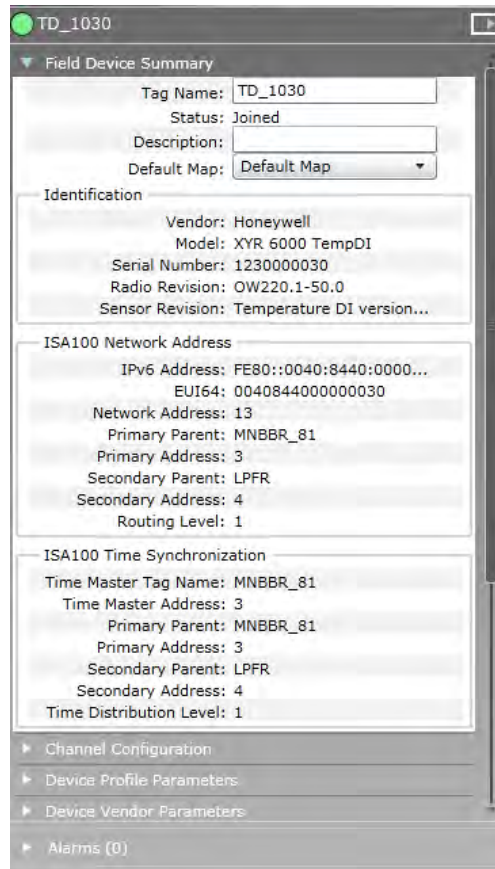 TD_1030
Field Device Summary
Tag Name: TD_1030
Status: Joined
Description:
Default Map: Default Map
Identification
Vendor: Honeywell
Model: XYR 6000 TempDI
Serial Number: 1230000030
Radio Revision: OW220.1-50.0
Sensor Revision: Temperature DI version...
ISA100 Network Address
IPv6 Address: FE80::0040:8440:0000...
EUI64: 0040844000000030
Network Address: 13
Primary Parent: MNBBR_81
Primary Address: 3
Secondary Parent: LPFR
Secondary Address: 4
Routing Level: 1
ISA100 Time Synchronization
Time Master Tag Name: MNBBR_81
Time Master Address: 3
Primary Parent: MNBBR_81
Primary Address: 3
Secondary Parent: LPFR
Secondary Address: 4
Time Distribution Level: 1
Channel Configuration
Device Profile Parameters
Device Vendor Parameters
Alarms (0)